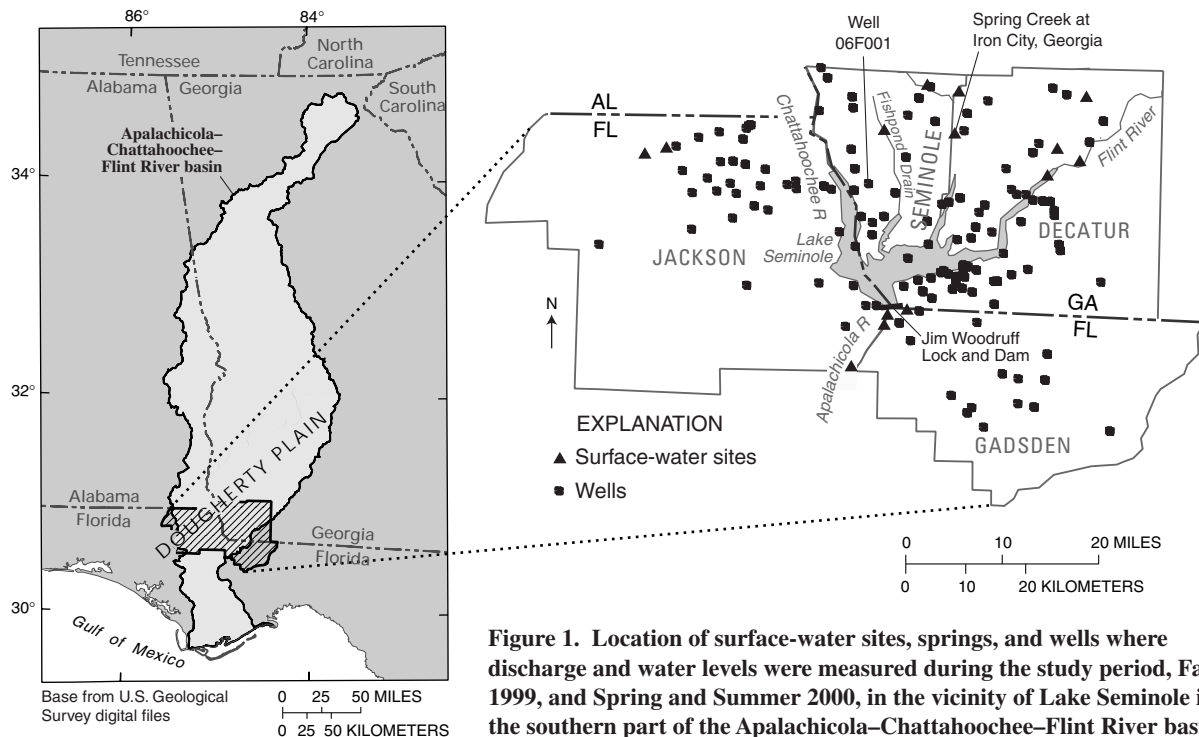 86°
84°
Tennessee
North
Carolina
Alabama
Georgia
South
Carolina
Apalachicola–
Chattahoochee–
Flint River basin
34°
32°
DOUGHERTY PLAIN
Alabama
Florida
Georgia
Florida
30°
Gulf of Mexico
Base from U.S. Geological
Survey digital files
0 25 50 MILES
0 25 50 KILOMETERS
Well
06F001
Spring Creek at
Iron City, Georgia
AL
FL
Chattahoochee R
Fishpond
Drain
SEMINOLE
Flint River
DECATUR
JACKSON
Lake
Seminole
N
GA
FL
Jim Woodruff
Lock and Dam
Apalachicola R
GADSDEN
EXPLANATION
Surface-water sites
Wells
0 10 20 MILES
0 10 20 KILOMETERS
Figure 1. Location of surface-water sites, springs, and wells where
discharge and water levels were measured during the study period, Fa
1999, and Spring and Summer 2000, in the vicinity of Lake Seminole i
the southern part of the Apalachicola–Chattahoochee–Flint River basi